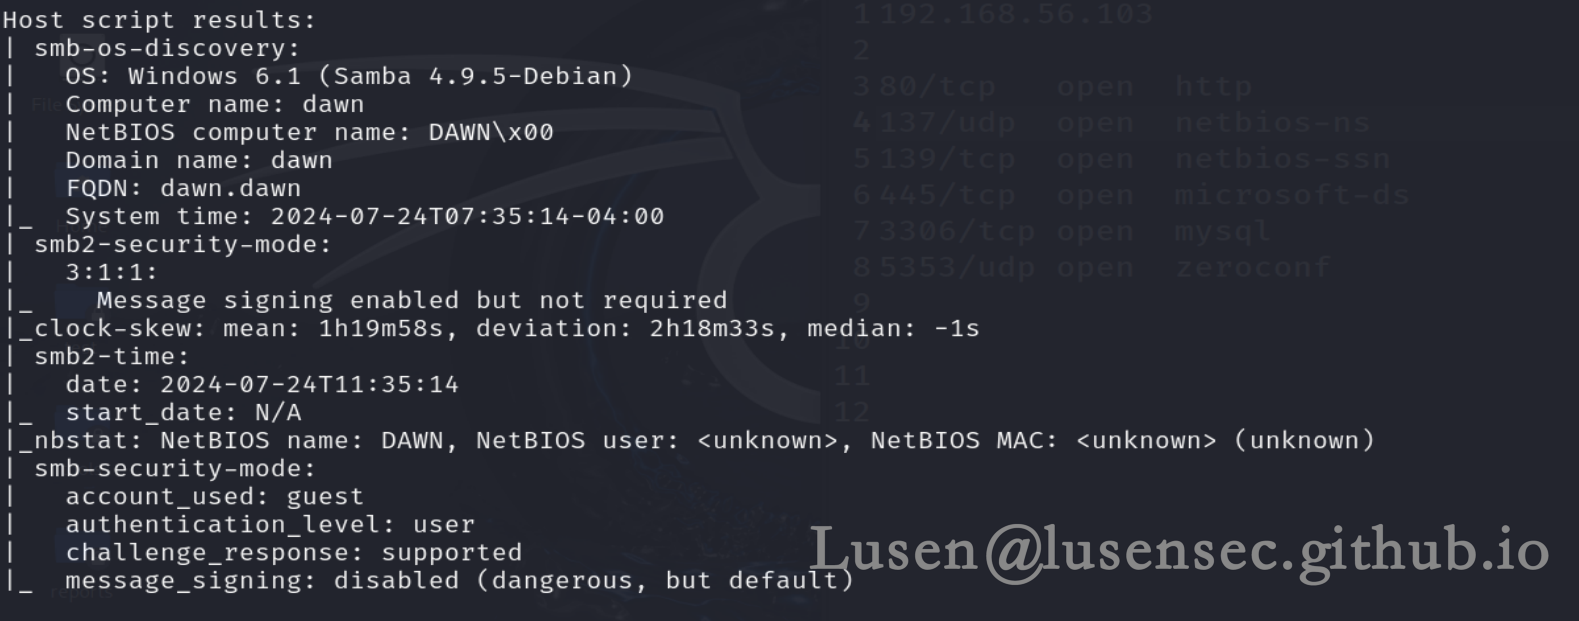 Host script results:
| smb-os-discovery:
|   OS: Windows 6.1 (Samba 4.9.5-Debian)
|   Computer name: dawn
|   NetBIOS computer name: DAWN\x00
|   Domain name: dawn
|   FQDN: dawn.dawn
|_  System time: 2024-07-24T07:35:14-04:00
| smb2-security-mode:
|   3:1:1:
|_    Message signing enabled but not required
|_clock-skew: mean: 1h19m58s, deviation: 2h18m33s, median: -1s
| smb2-time:
|   date: 2024-07-24T11:35:14
|_  start_date: N/A
|_nbstat: NetBIOS name: DAWN, NetBIOS user: <unknown>, NetBIOS MAC: <unknown> (unknown)
| smb-security-mode:
|   account_used: guest
|   authentication_level: user
|   challenge_response: supported
|_  message_signing: disabled (dangerous, but default)
1 192.168.56.103
2
3 80/tcp   open  http
4 137/udp  open  netbios-ns
5 139/tcp  open  netbios-ssn
6 445/tcp  open  microsoft-ds
7 3306/tcp open  mysql
8 5353/udp open  zeroconf
9
10
11
12
reports
Lusen@lusensec.github.io